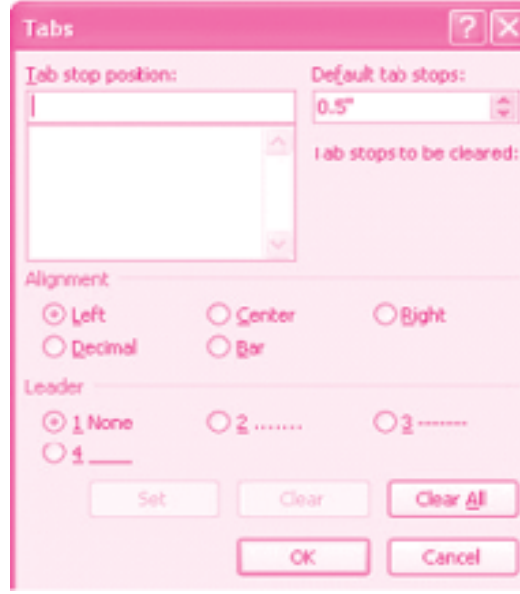 Tabs
Tab stop position: Default tab stops:
0.5"
Tab stops to be cleared:
Alignment
Left Center Right
Decimal Bar
Leader
1 None 2 ....... 3 -------
4 ____
Set Clear Clear All
OK Cancel